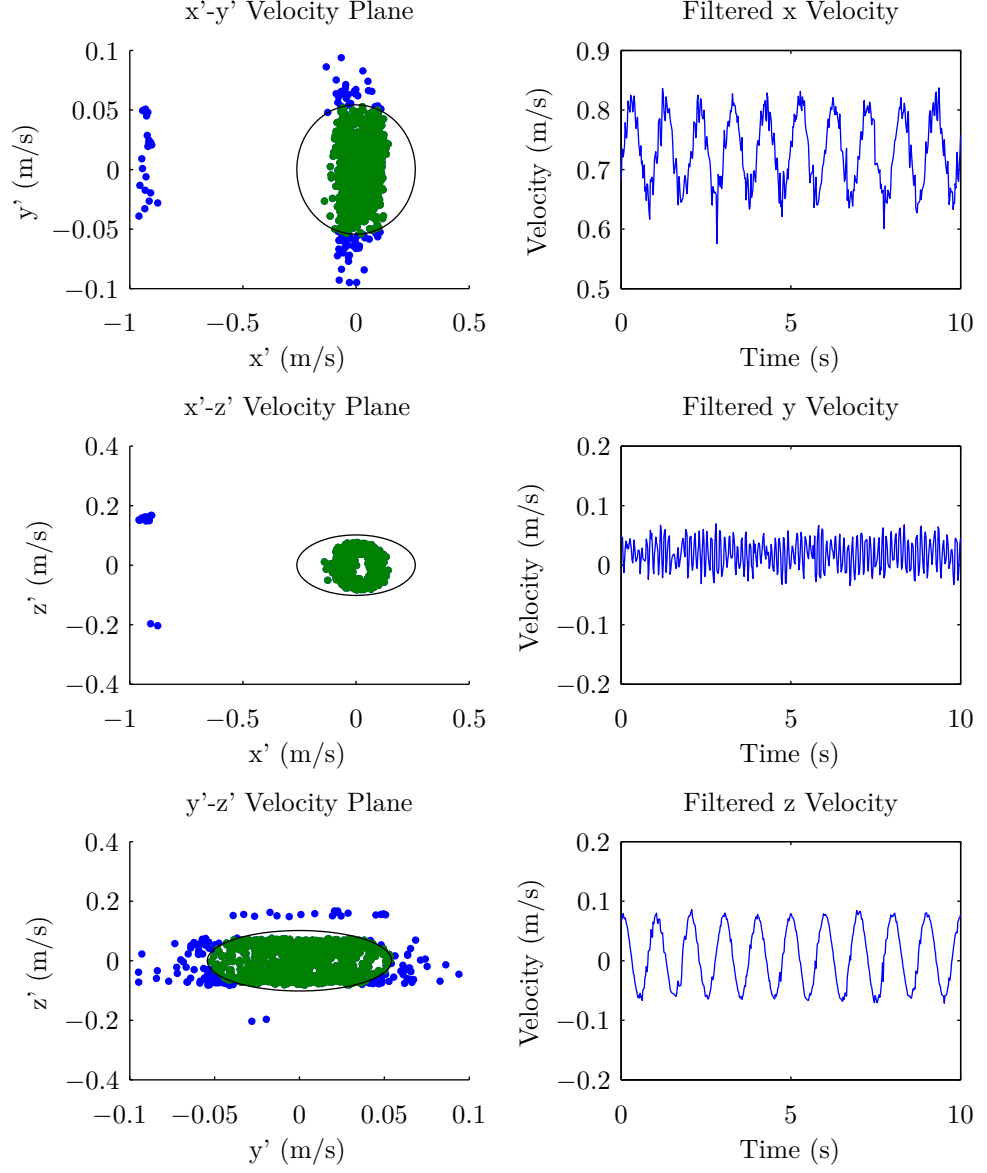 x'-y' Velocity Plane
0.1
0.05
0
−0.05
−0.1
y' (m/s)
−1
−0.5
0
0.5
x' (m/s)
Filtered x Velocity
0.9
0.8
0.7
0.6
0.5
Velocity (m/s)
0
5
10
Time (s)
x'-z' Velocity Plane
0.4
0.2
0
−0.2
−0.4
z' (m/s)
−1
−0.5
0
0.5
x' (m/s)
Filtered y Velocity
0.2
0.1
0
−0.1
−0.2
Velocity (m/s)
0
5
10
Time (s)
y'-z' Velocity Plane
0.4
0.2
0
−0.2
−0.4
z' (m/s)
−0.1
−0.05
0
0.05
0.1
y' (m/s)
Filtered z Velocity
0.2
0.1
0
−0.1
−0.2
Velocity (m/s)
0
5
10
Time (s)